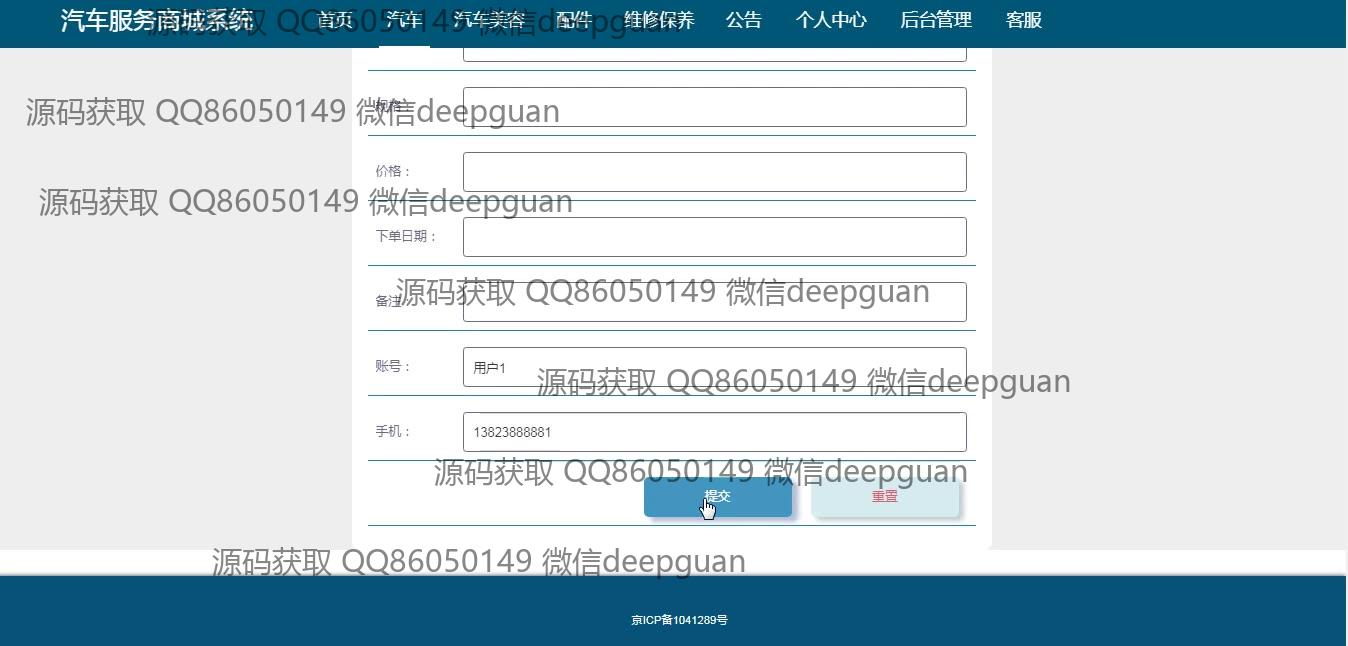 汽车服务商城系统 首页 汽车 汽车美容 配件 维修保养 公告 个人中心 后台管理 客服
源码获取 QQ86050149 微信deepguan
规格：
源码获取 QQ86050149 微信deepguan
价格：
源码获取 QQ86050149 微信deepguan
下单日期：
源码获取 QQ86050149 微信deepguan
备注
账号： 用户1
源码获取 QQ86050149 微信deepguan
手机： 13823888881
源码获取 QQ86050149 微信deepguan
提交 重置
源码获取 QQ86050149 微信deepguan
京ICP备1041289号